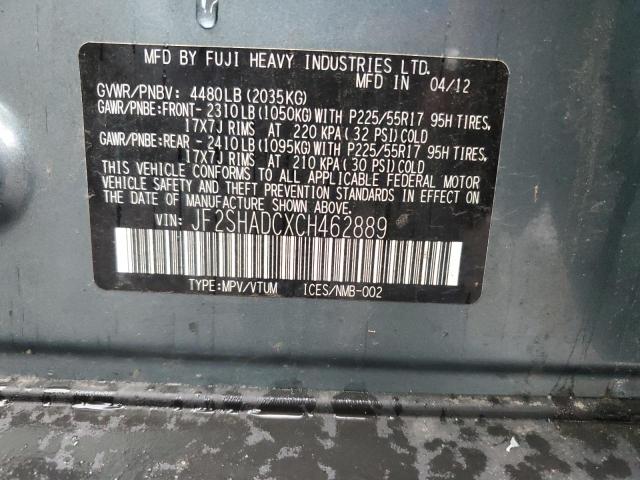 MFD BY FUJI HEAVY INDUSTRIES LTD.
MFD IN 04/12
GVWR/PNBV: 4480LB (2035KG)
GAWR/PNBE:FRONT- 2310LB (1050KG)WITH P225/55R17 95H TIRES,
17X7J RIMS AT 220 KPA ( 32 PSI) COLD
GAWR/PNBE:REAR - 2410LB (1095KG)WITH P225/55R17 95H TIRES,
17X7J RIMS AT 210 KPA ( 30 PSI) COLD
THIS VEHICLE CONFORMS TO ALL APPLICABLE FEDERAL MOTOR
VEHICLE SAFETY AND THEFT PREVENTION STANDARDS IN EFFECT ON
THE DATE OF MANUFACTURE SHOWN ABOVE.
VIN: JF2SHADCXCH462889
TYPE:MPV/VTUM ICES/NMB-002